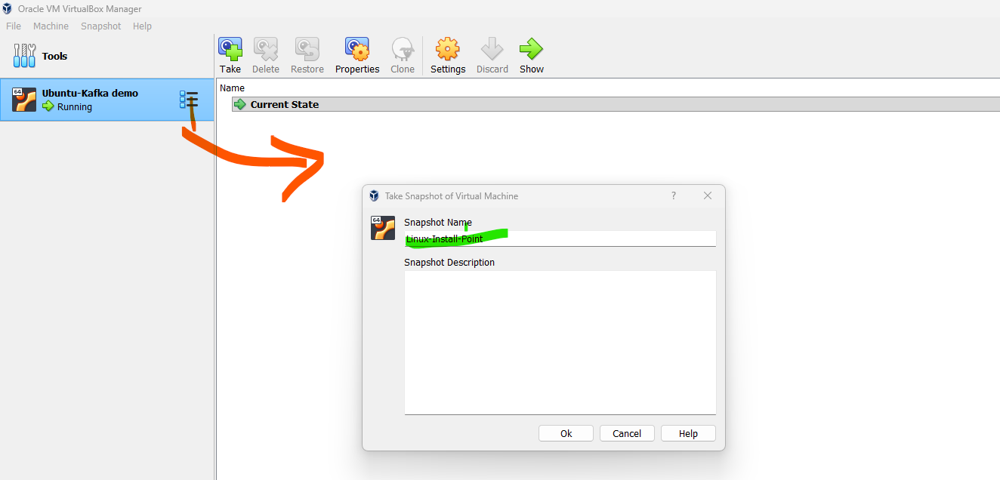 Oracle VM VirtualBox Manager
File Machine Snapshot Help
Tools
Take Delete Restore Properties Clone Settings Discard Show
64
Ubuntu-Kafka demo
Running
Name
Current State
Take Snapshot of Virtual Machine ?
64
Snapshot Name
Linux-Install-Point
Snapshot Description
Ok Cancel Help